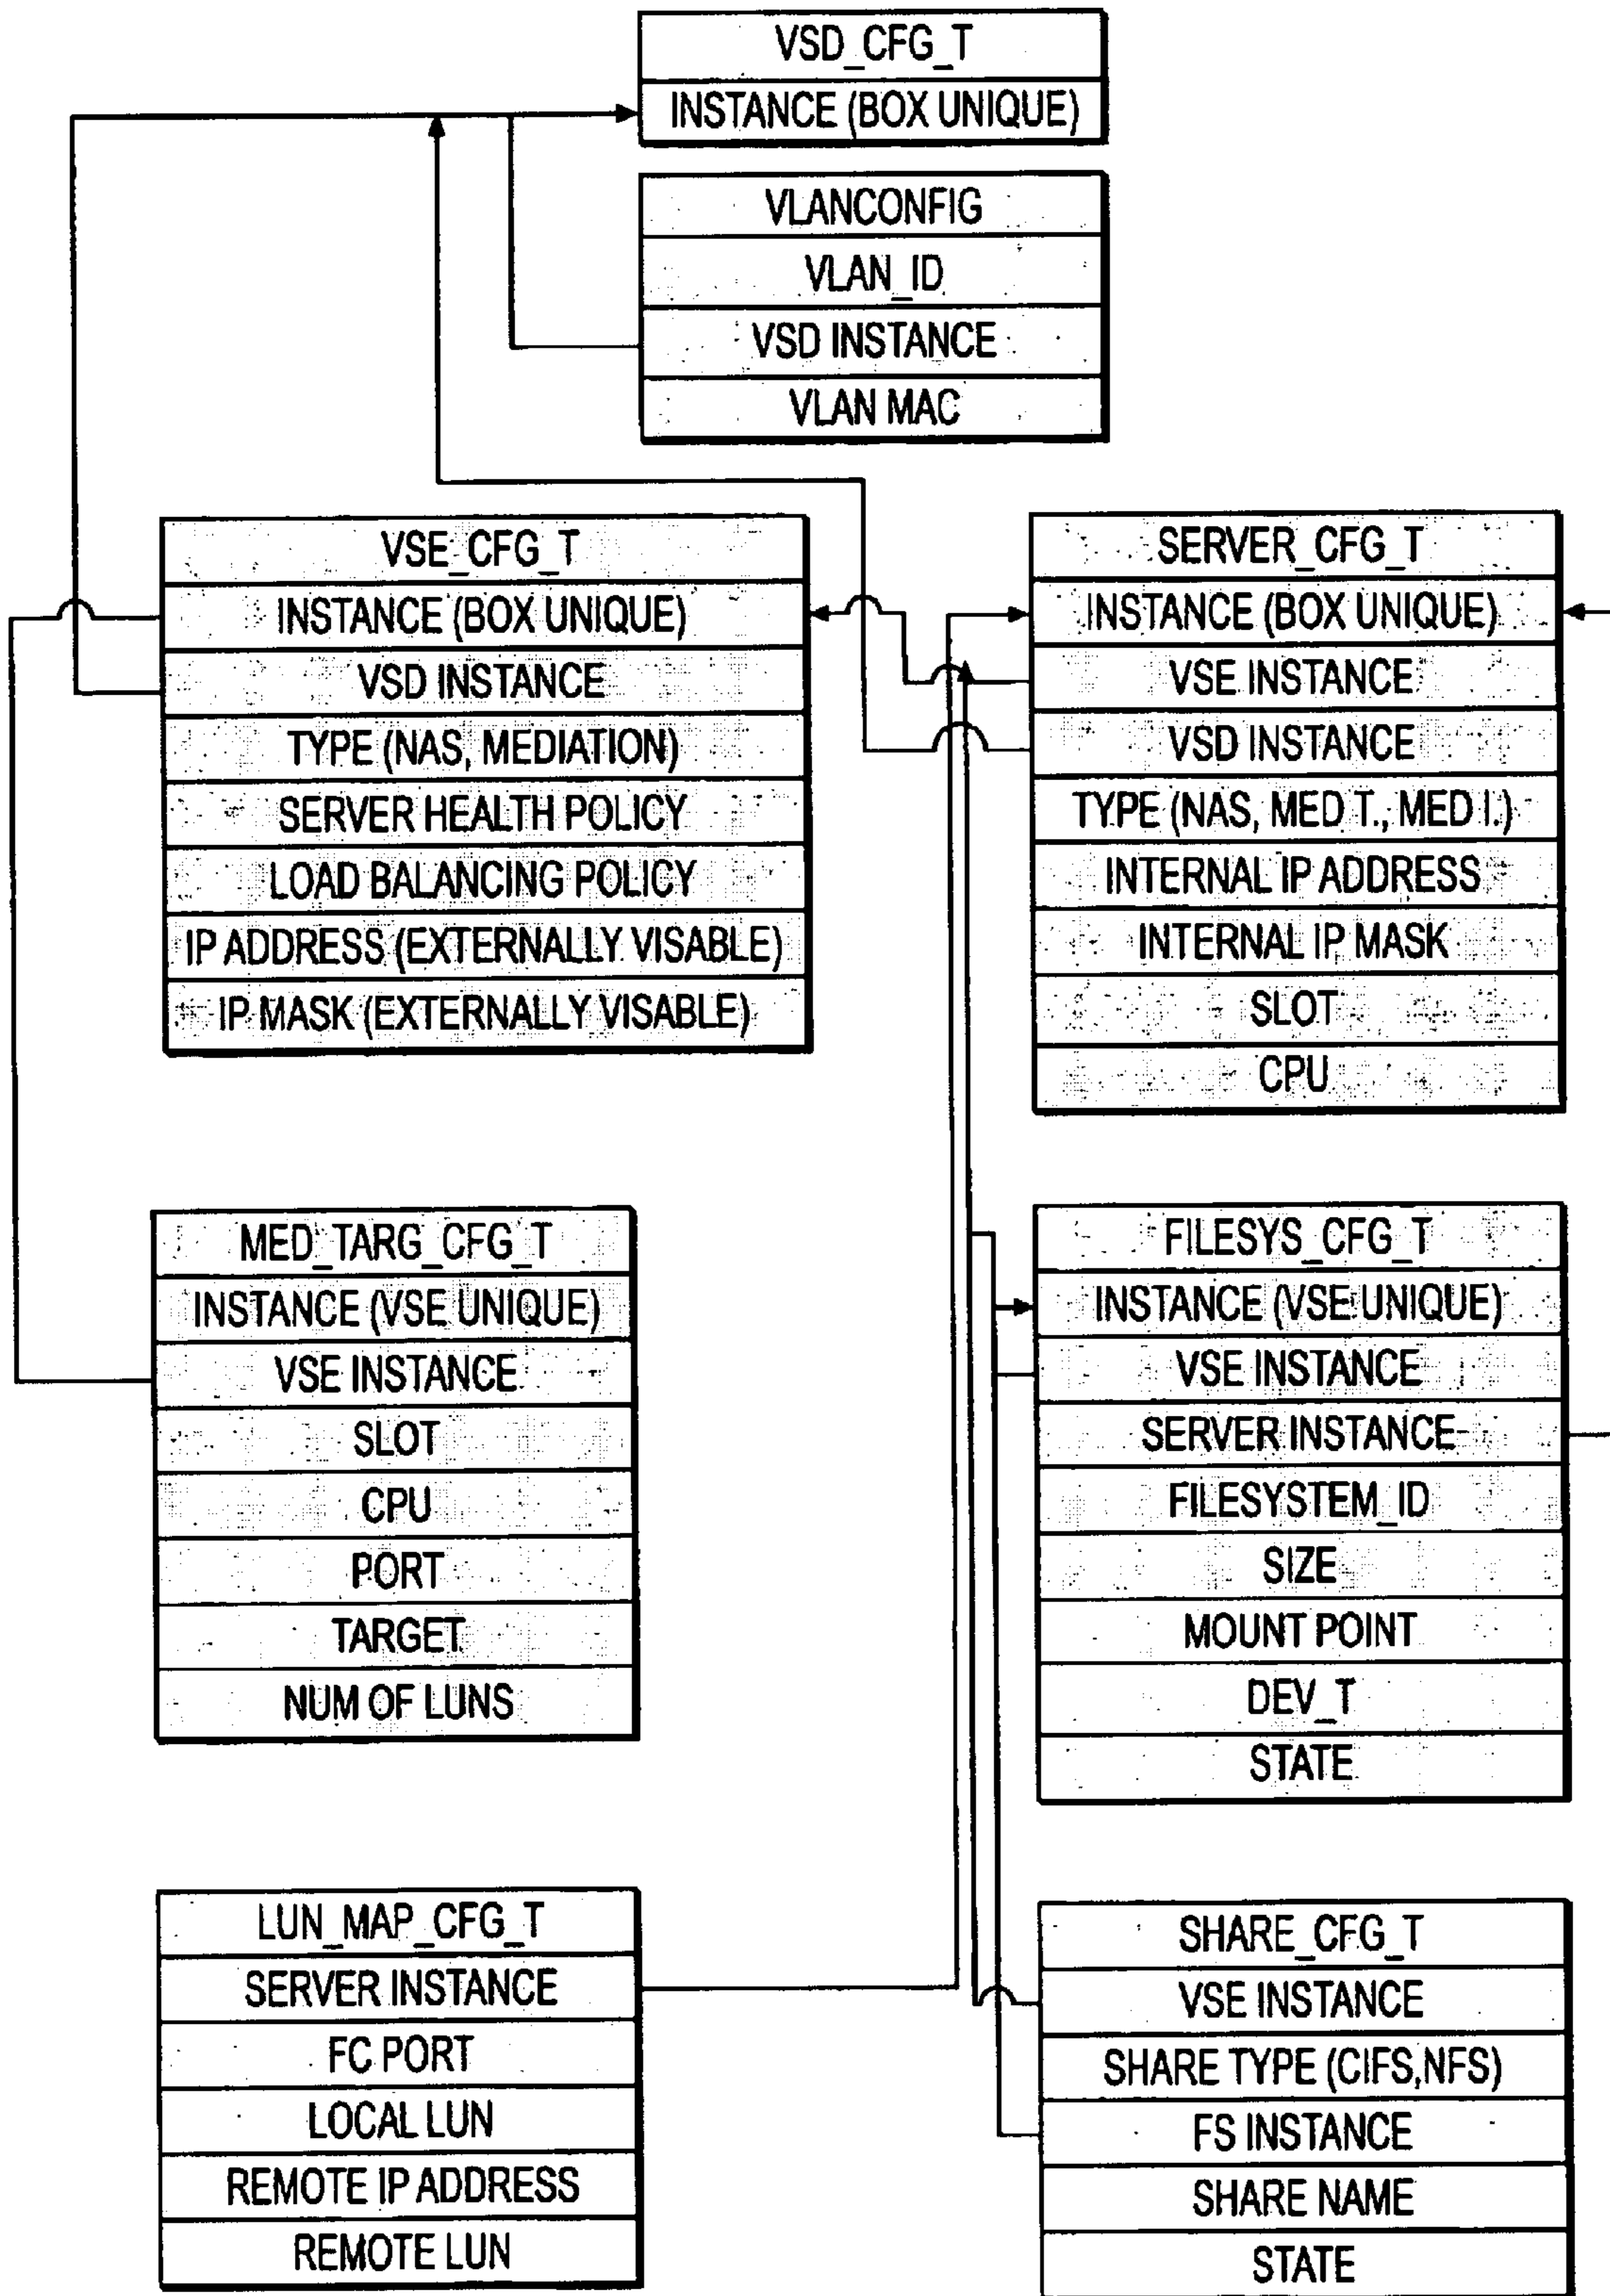 VSD_CFG_T
INSTANCE (BOX UNIQUE)
VLANCONFIG
VLAN_ID
VSD INSTANCE
VLAN MAC
VSE_CFG_T
INSTANCE (BOX UNIQUE)
VSD INSTANCE
TYPE (NAS, MEDIATION)
SERVER HEALTH POLICY
LOAD BALANCING POLICY
IP ADDRESS (EXTERNALLY VISABLE)
IP MASK (EXTERNALLY VISABLE)
SERVER_CFG_T
INSTANCE (BOX UNIQUE)
VSE INSTANCE
VSD INSTANCE
TYPE (NAS, MED T., MED I.)
INTERNAL IP ADDRESS
INTERNAL IP MASK
SLOT
CPU
MED_TARG_CFG_T
INSTANCE (VSE UNIQUE)
VSE INSTANCE
SLOT
CPU
PORT
TARGET
NUM OF LUNS
FILESYS_CFG_T
INSTANCE (VSE UNIQUE)
VSE INSTANCE
SERVER INSTANCE
FILESYSTEM_ID
SIZE
MOUNT POINT
DEV_T
STATE
LUN_MAP_CFG_T
SERVER INSTANCE
FC PORT
LOCAL LUN
REMOTE IP ADDRESS
REMOTE LUN
SHARE_CFG_T
VSE INSTANCE
SHARE TYPE (CIFS,NFS)
FS INSTANCE
SHARE NAME
STATE